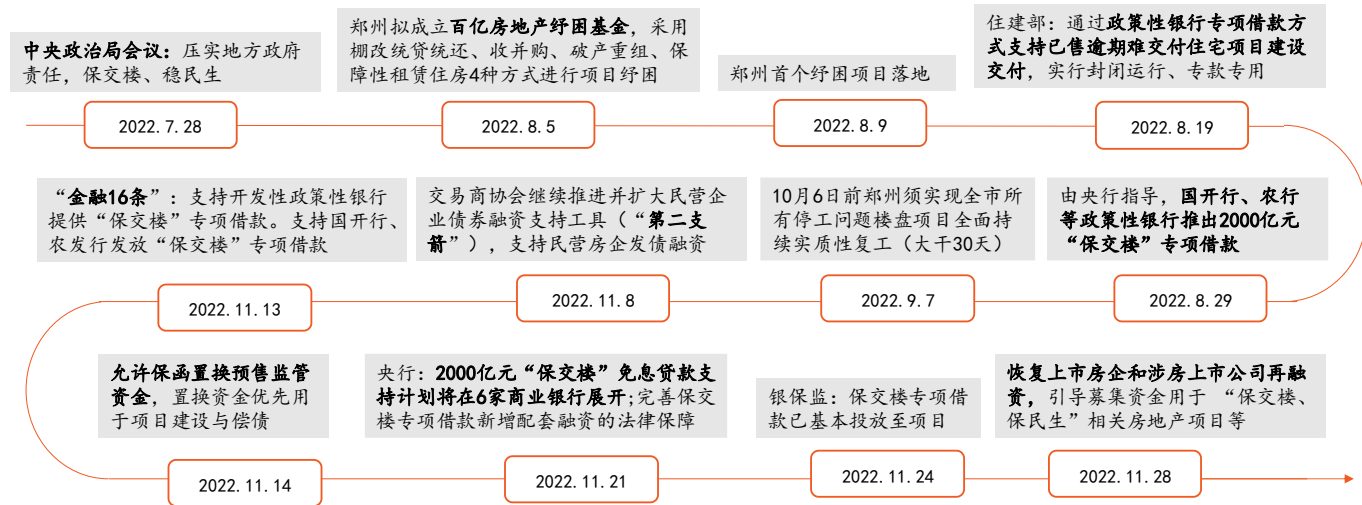 中央政治局会议：压实地方政府
责任，保交楼、稳民生
2022.7.28
郑州拟成立百亿房地产纾困基金，采用
棚改统贷统还、收并购、破产重组、保
障性租赁住房4种方式进行项目纾困
2022.8.5
郑州首个纾困项目落地
2022.8.9
住建部：通过政策性银行专项借款方
式支持已售逾期难交付住宅项目建设
交付，实行封闭运行、专款专用
2022.8.19
由央行指导，国开行、农行
等政策性银行推出2000亿元
“保交楼”专项借款
2022.8.29
10月6日前郑州须实现全市所
有停工问题楼盘项目全面持
续实质性复工（大干30天）
2022.9.7
交易商协会继续推进并扩大民营企
业债券融资支持工具（“第二支
箭”），支持民营房企发债融资
2022.11.8
“金融16条”：支持开发性政策性银行
提供“保交楼”专项借款。支持国开行、
农发行发放“保交楼”专项借款
2022.11.13
允许保函置换预售监管
资金，置换资金优先用
于项目建设与偿债
2022.11.14
央行：2000亿元“保交楼”免息贷款支
持计划将在6家商业银行展开;完善保交
楼专项借款新增配套融资的法律保障
2022.11.21
银保监：保交楼专项借
款已基本投放至项目
2022.11.24
恢复上市房企和涉房上市公司再融
资，引导募集资金用于 “保交楼、
保民生”相关房地产项目等
2022.11.28